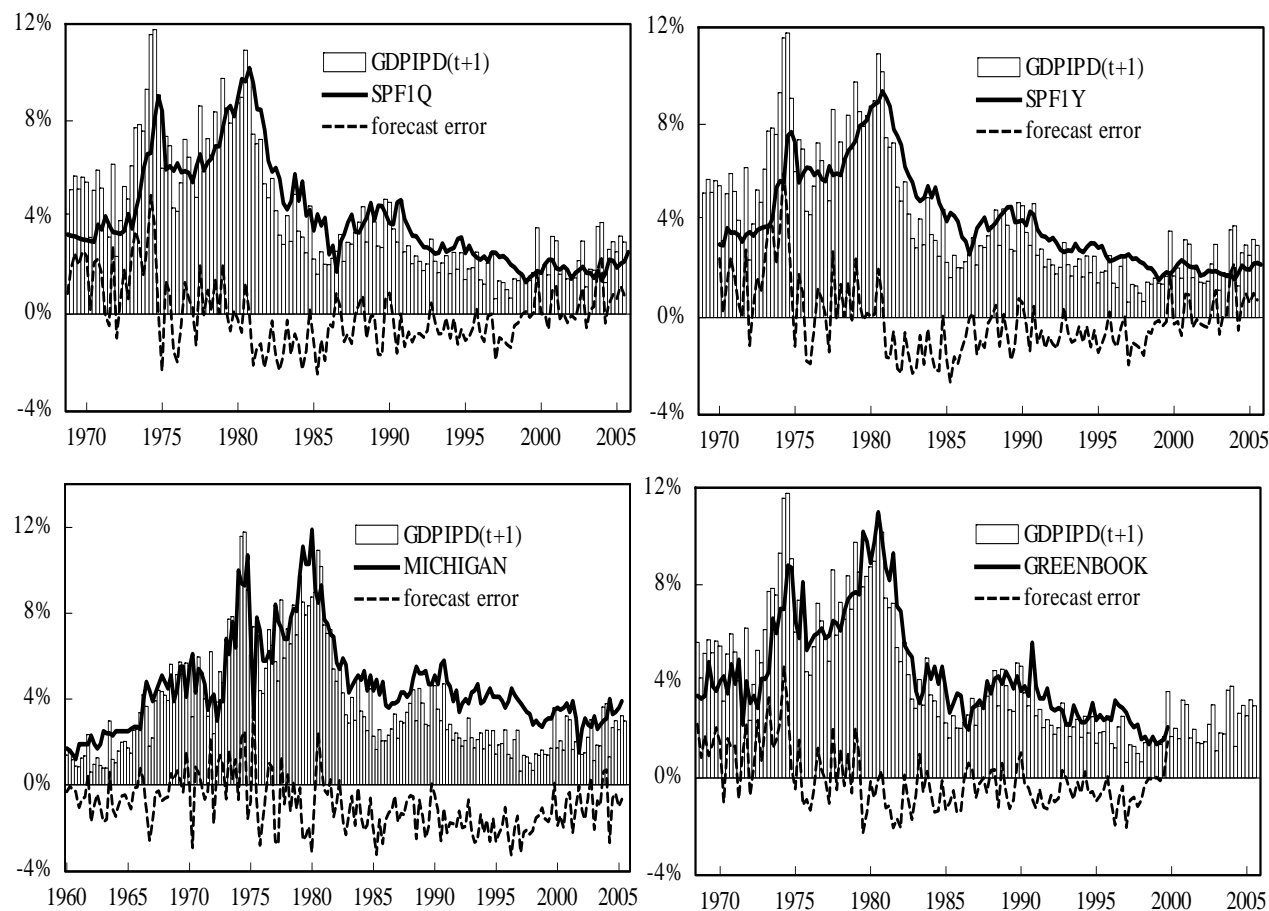 12%
8%
4%
0%
-4%
GDPIPD(t+1)
SPF1Q
forecast error
1970 1975 1980 1985 1990 1995 2000 2005
12%
8%
4%
0%
-4%
GDPIPD(t+1)
SPF1Y
forecast error
1970 1975 1980 1985 1990 1995 2000 2005
12%
8%
4%
0%
-4%
GDPIPD(t+1)
MICHIGAN
forecast error
1960 1965 1970 1975 1980 1985 1990 1995 2000 2005
12%
8%
4%
0%
-4%
GDPIPD(t+1)
GREENBOOK
forecast error
1970 1975 1980 1985 1990 1995 2000 2005